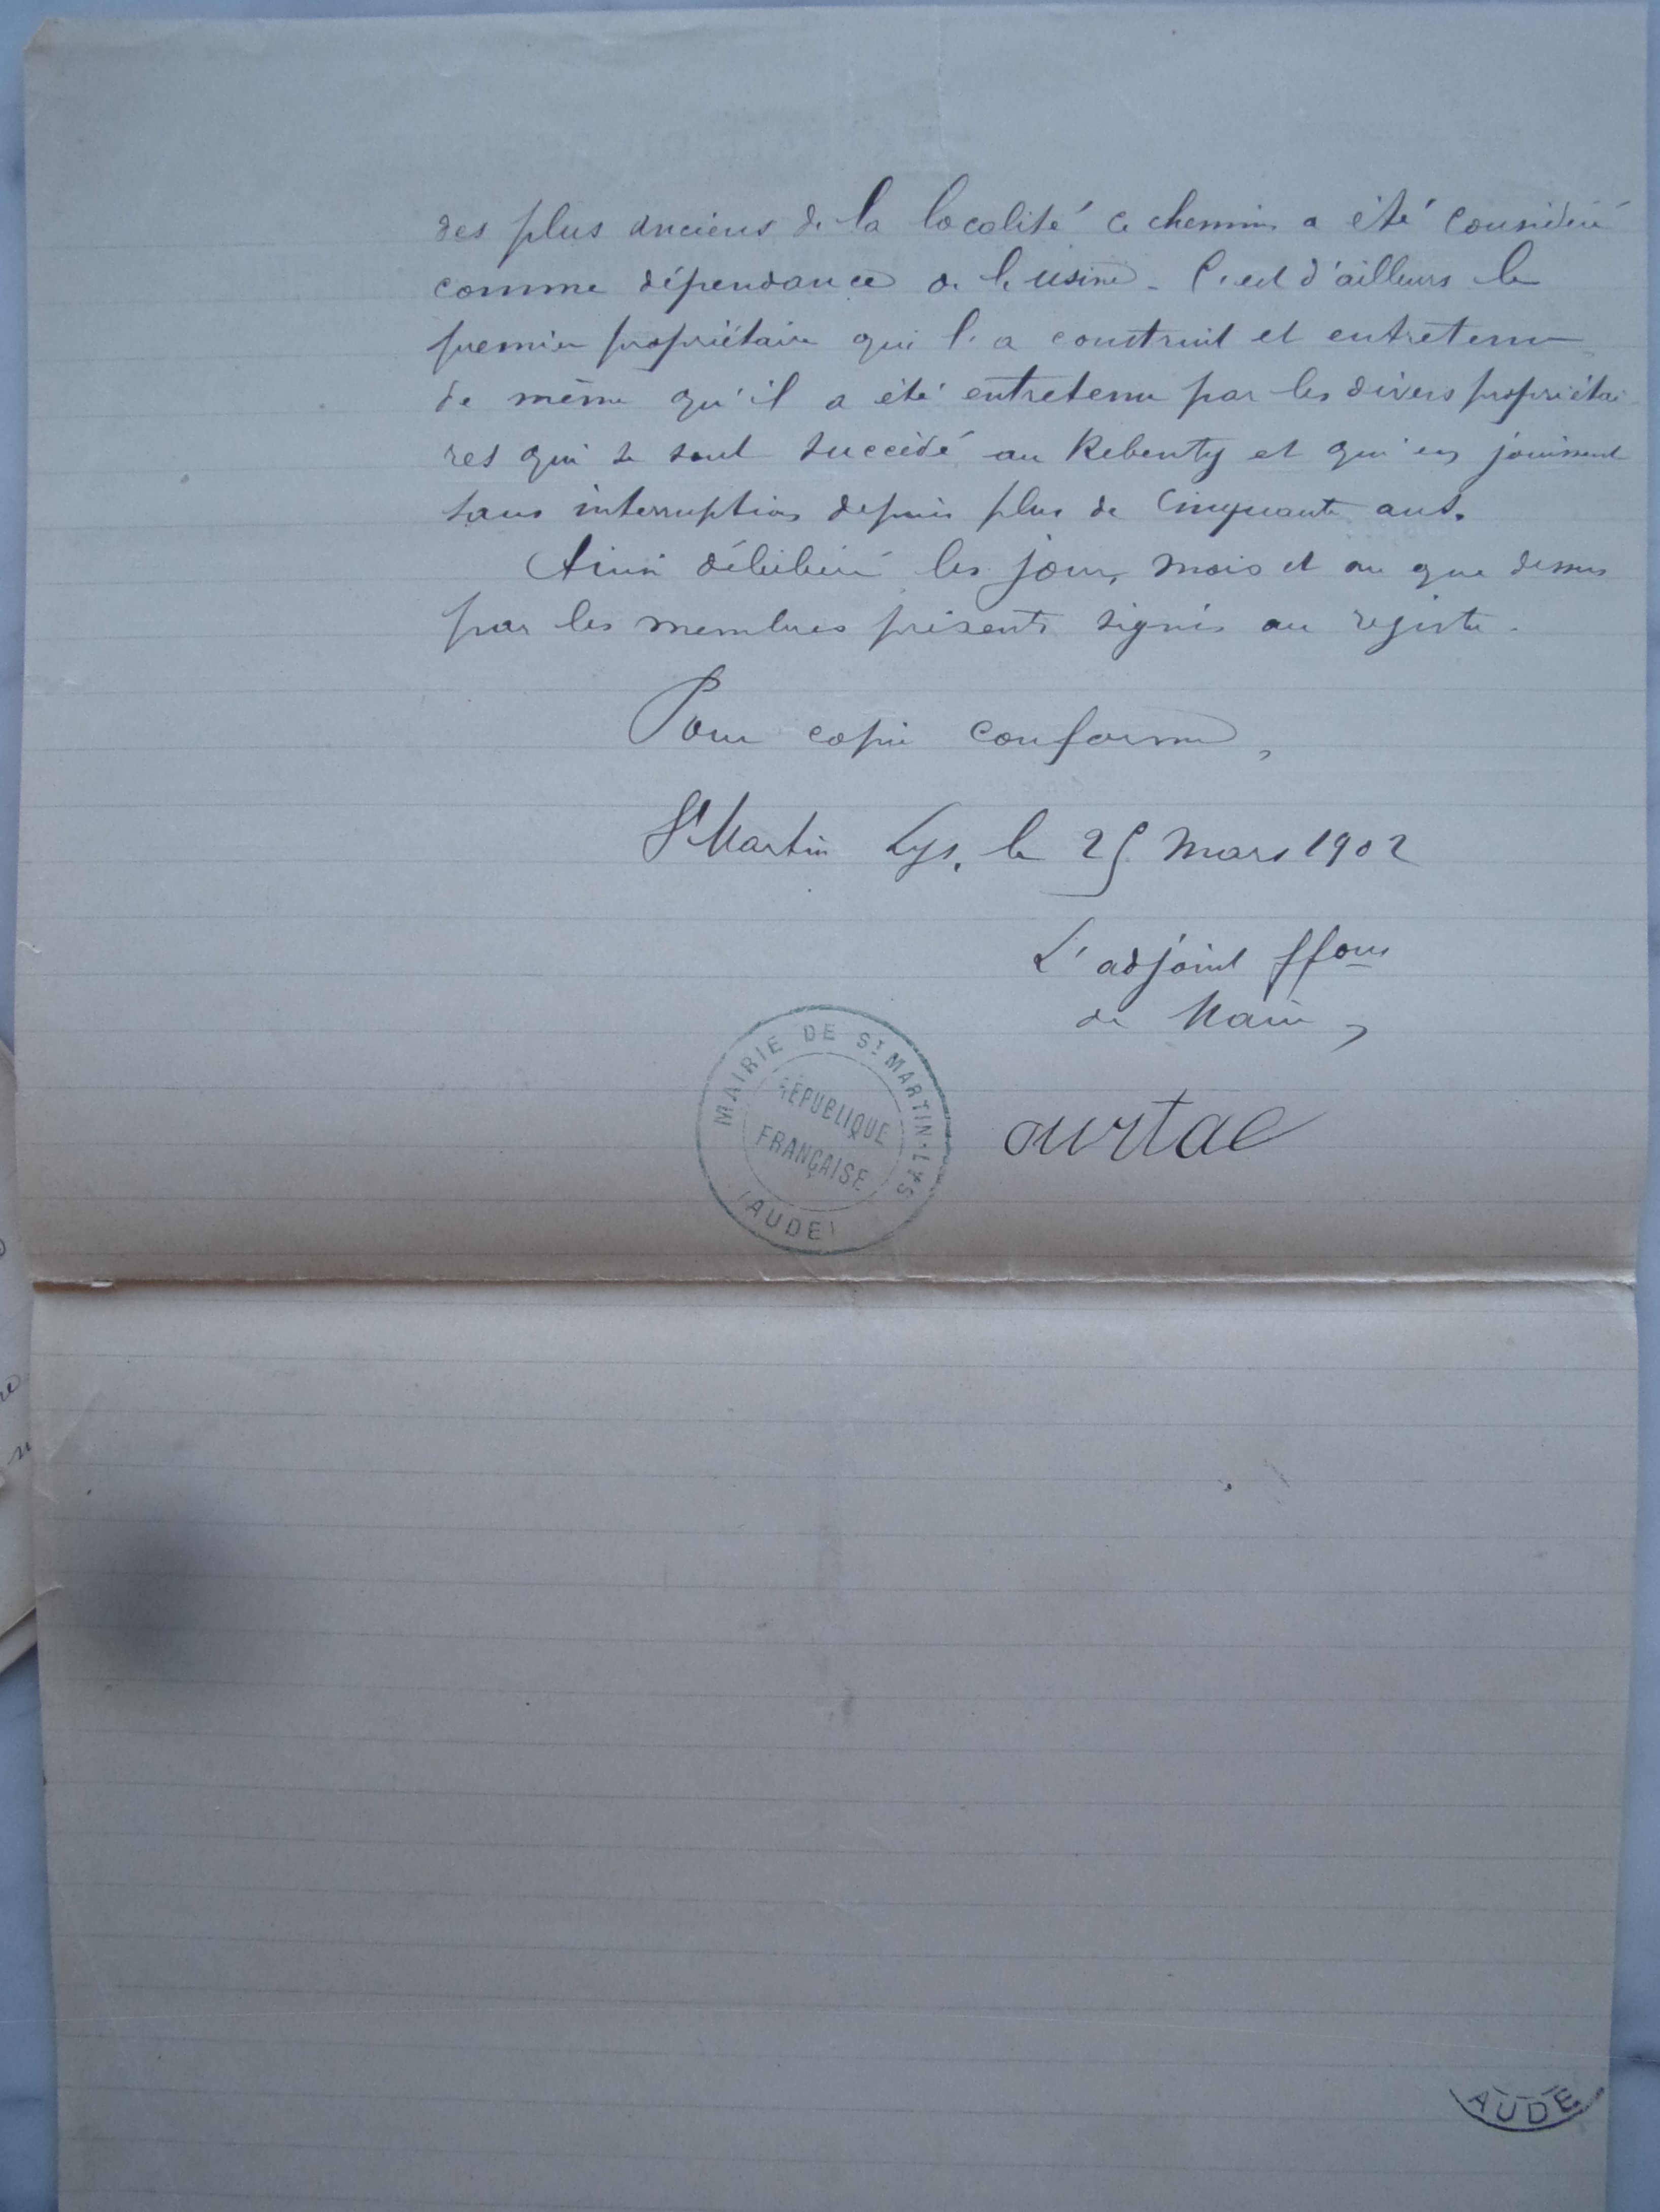 des plus anciens de la localité ce chemin a été considéré
comme dépendance de l'usine. C'est d'ailleurs le
premier propriétaire qui l'a construit et entretenu
de même qu'il a été entretenu par les divers propriétai-
res qui se sont succédé au Rebenty et qui en jouissent
sans interruption depuis plus de Cinquante ans.
Ainsi délibéré les jour, mois et an que dessus
par les membres présents signés au registre.
Pour copie conforme,
St Martin Lys, le 25 mars 1902
L'adjoint ffons
de Maire,
ourtal
MAIRIE DE ST MARTIN-LYS
RÉPUBLIQUE
FRANÇAISE
(AUDE)
AUDE